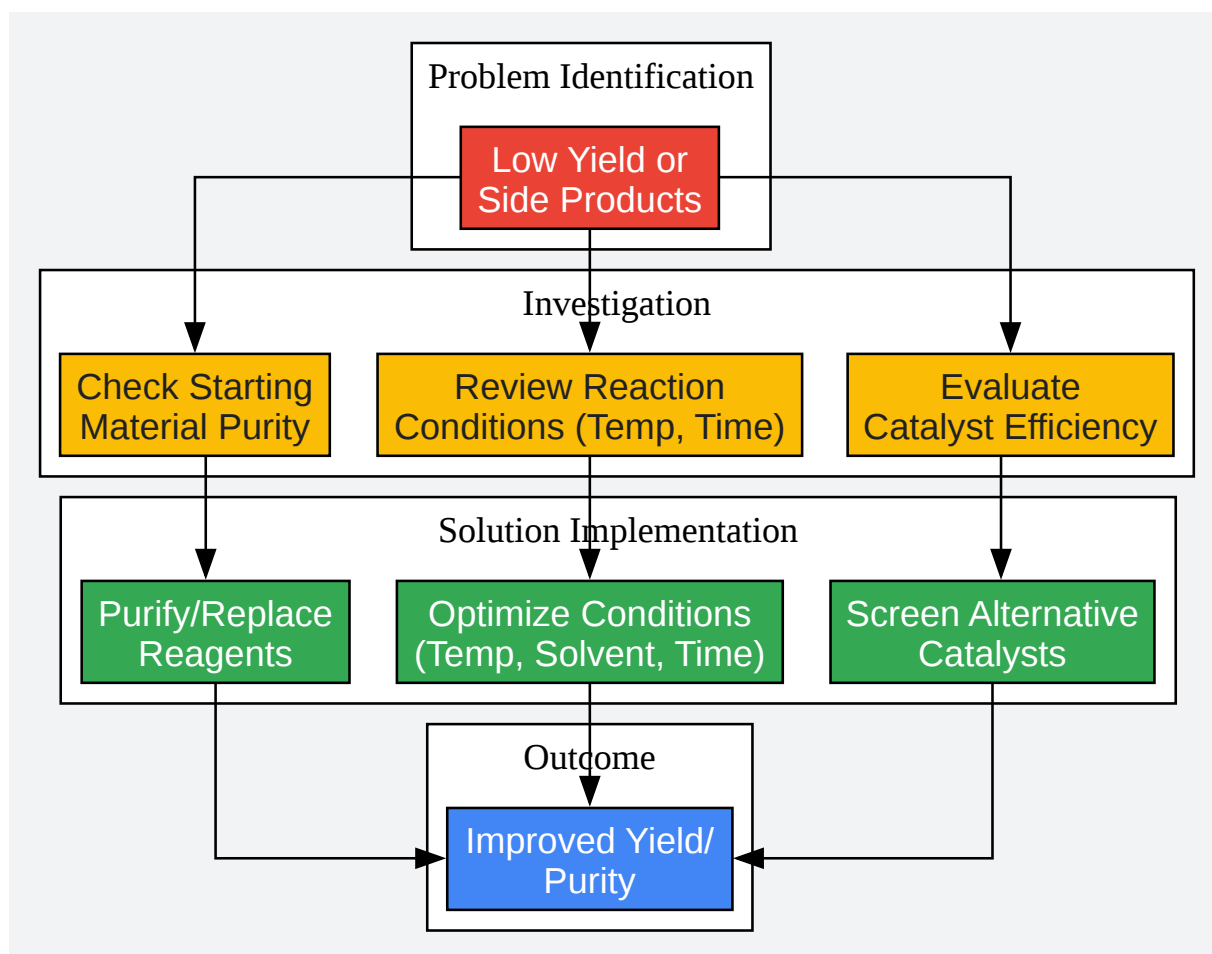 Problem Identification
Low Yield or
Side Products
Investigation
Check Starting
Material Purity
Review Reaction
Conditions (Temp, Time)
Evaluate
Catalyst Efficiency
Solution Implementation
Purify/Replace
Reagents
Optimize Conditions
(Temp, Solvent, Time)
Screen Alternative
Catalysts
Outcome
Improved Yield/
Purity